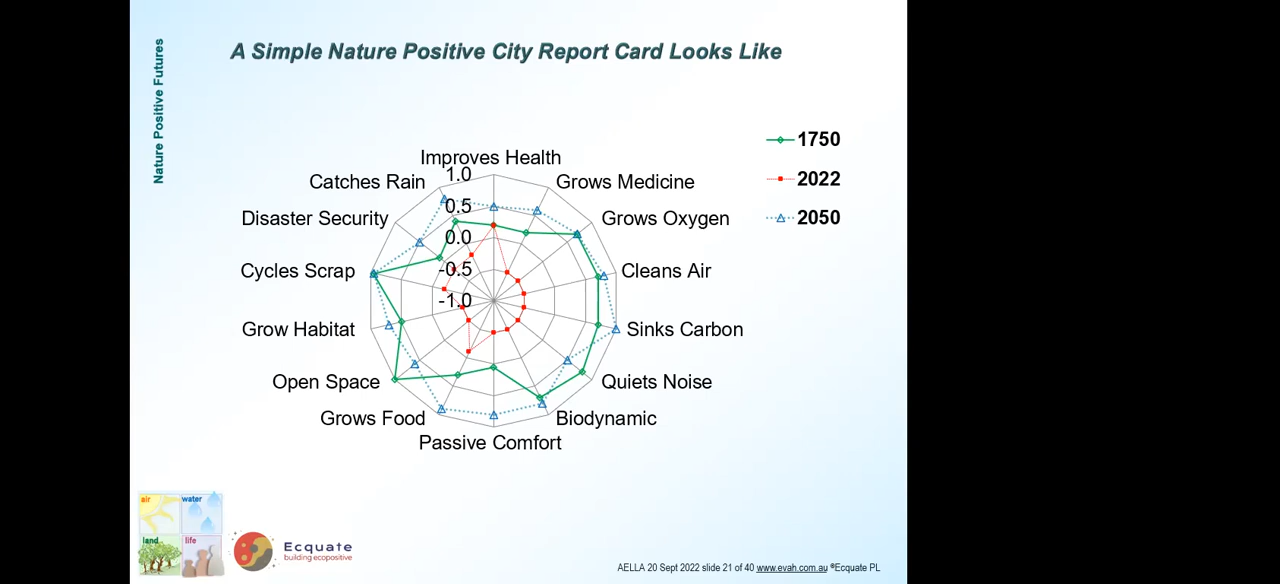 A Simple Nature Positive City Report Card Looks Like
Nature Positive Futures
1750
2022
2050
Improves Health
1.0
Catches Rain
Grows Medicine
0.5
Disaster Security
Grows Oxygen
0.0
Cycles Scrap
-0.5
Cleans Air
-1.0
Grow Habitat
Sinks Carbon
Open Space
Quiets Noise
Grows Food
Biodynamic
Passive Comfort
air
water
land
life
Ecquate
building ecopositive
AELLA 20 Sept 2022 slide 21 of 40 www.evah.com.au ®Ecquate PL